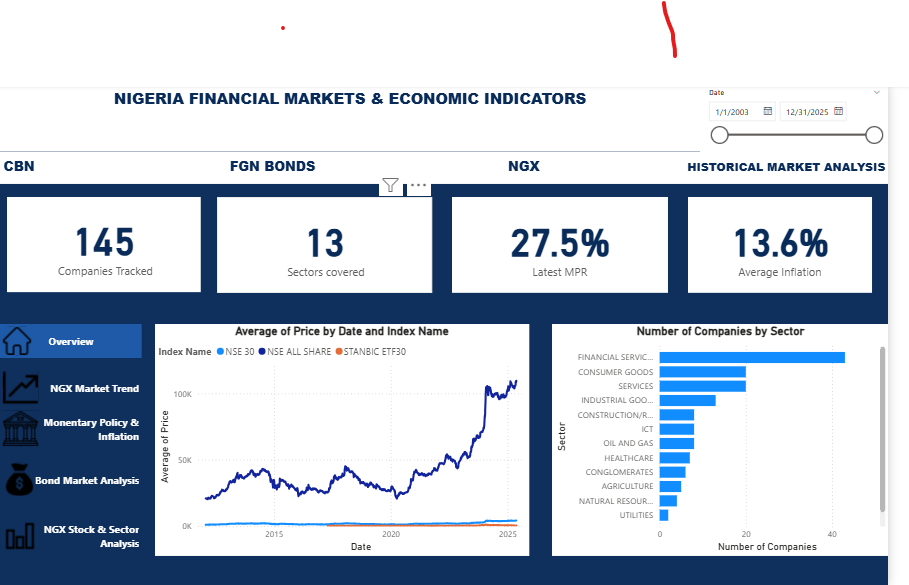 NIGERIA FINANCIAL MARKETS & ECONOMIC INDICATORS
Date
1/1/2003
12/31/2025
CBN
FGN BONDS
NGX
HISTORICAL MARKET ANALYSIS
145
Companies Tracked
13
Sectors covered
27.5%
Latest MPR
13.6%
Average Inflation
Overview
NGX Market Trend
Monentary Policy &
Inflation
Bond Market Analysis
NGX Stock & Sector
Analysis
Average of Price by Date and Index Name
Index Name NSE 30 NSE ALL SHARE STANBIC ETF30
Average of Price
100K
50K
0K
2015
2020
2025
Date
Number of Companies by Sector
Sector
FINANCIAL SERVIC...
CONSUMER GOODS
SERVICES
INDUSTRIAL GOO...
CONSTRUCTION/R...
ICT
OIL AND GAS
HEALTHCARE
CONGLOMERATES
AGRICULTURE
NATURAL RESOUR...
UTILITIES
0
20
40
Number of Companies